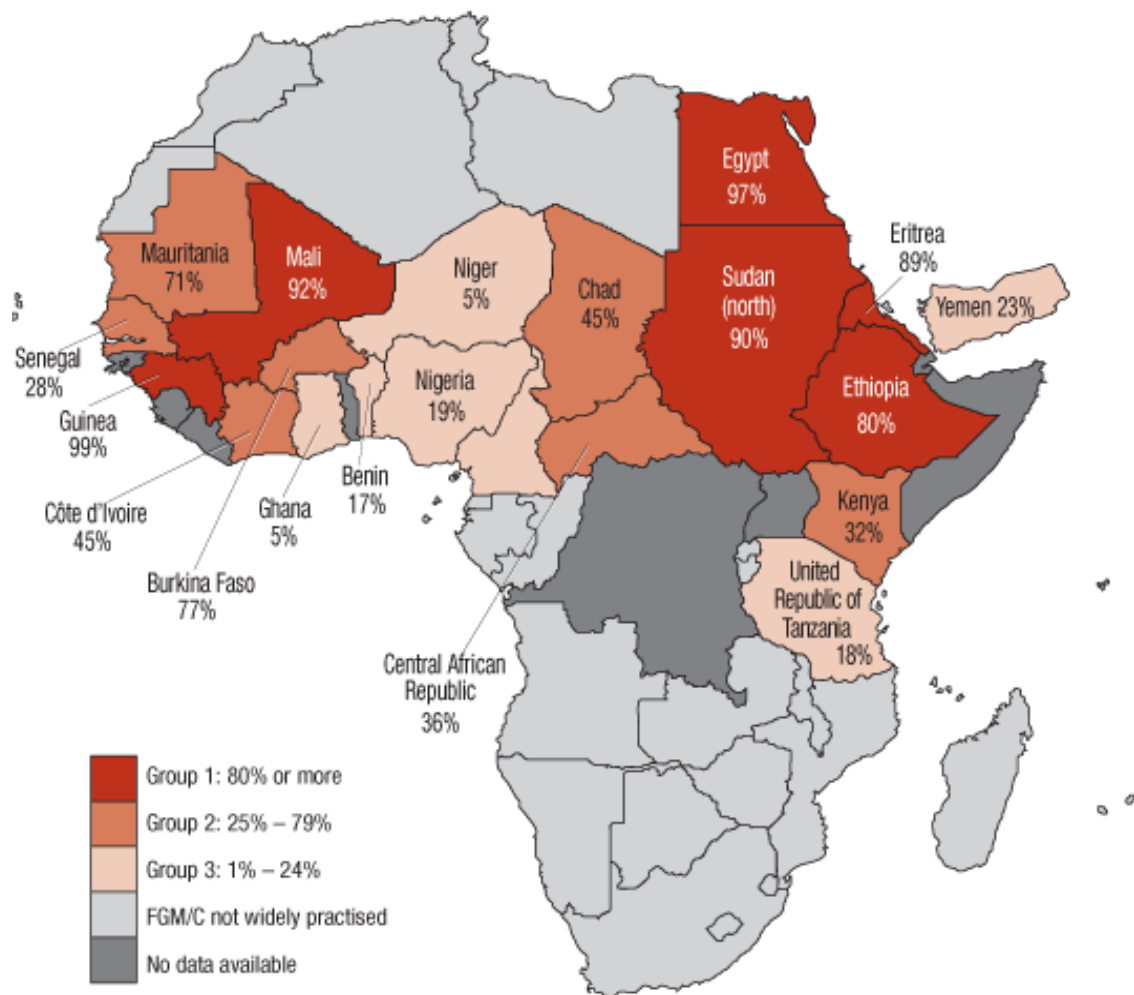 Egypt
97%
Eritrea
89%
Mauritania
71%
Mali
92%
Niger
5%
Chad
45%
Sudan
(north)
90%
Yemen 23%
Senegal
28%
Nigeria
19%
Ethiopia
80%
Guinea
99%
Benin
17%
Ghana
5%
Kenya
32%
Côte d'Ivoire
45%
Burkina Faso
77%
United
Republic of
Tanzania
18%
Central African
Republic
36%
Group 1: 80% or more
Group 2: 25% – 79%
Group 3: 1% – 24%
FGM/C not widely practised
No data available